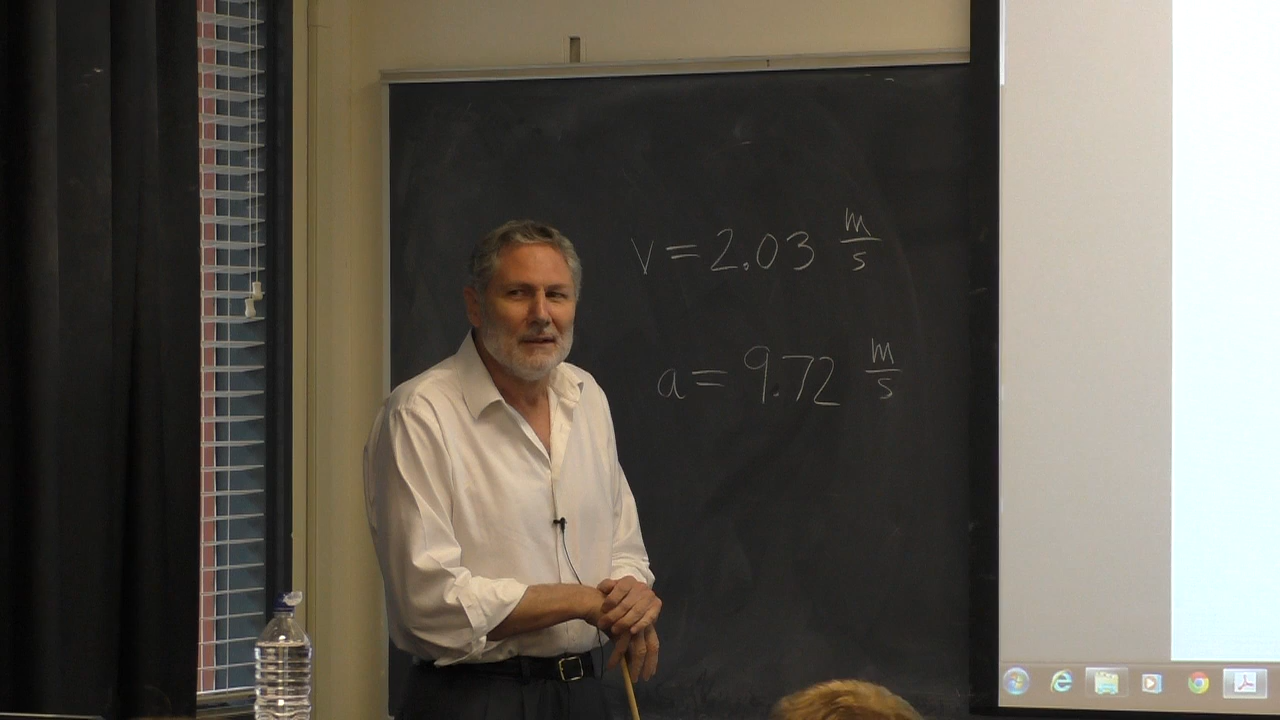 v = 2.03 m/s
a = 9.72 m/s